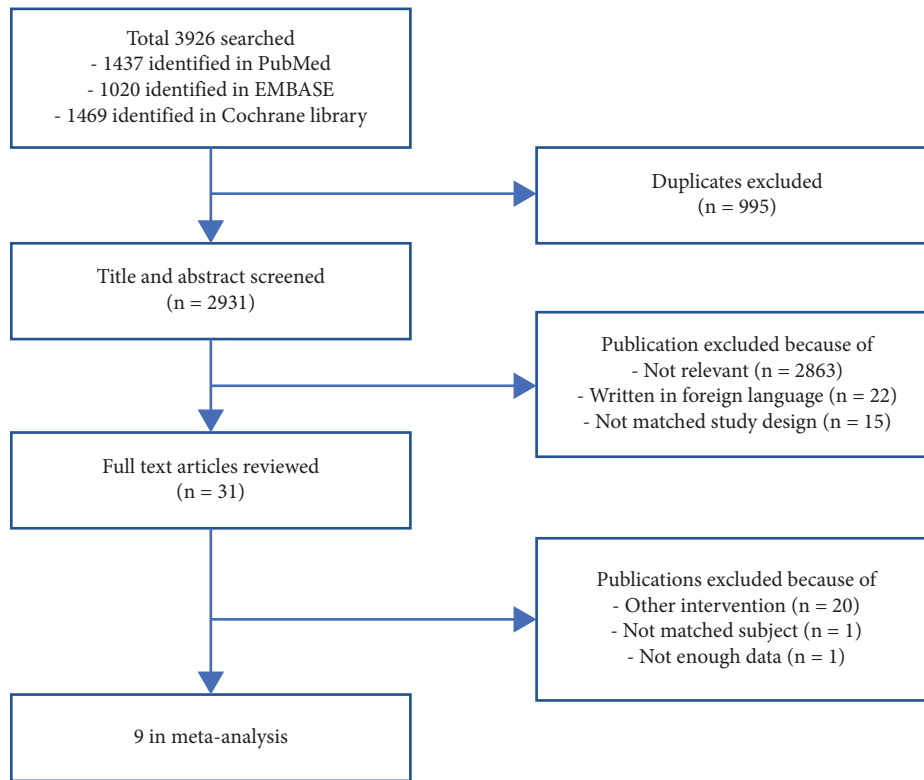 Total 3926 searched
- 1437 identified in PubMed
- 1020 identified in EMBASE
- 1469 identified in Cochrane library
Duplicates excluded
(n = 995)
Title and abstract screened
(n = 2931)
Publication excluded because of
- Not relevant (n = 2863)
- Written in foreign language (n = 22)
- Not matched study design (n = 15)
Full text articles reviewed
(n = 31)
Publications excluded because of
- Other intervention (n = 20)
- Not matched subject (n = 1)
- Not enough data (n = 1)
9 in meta-analysis